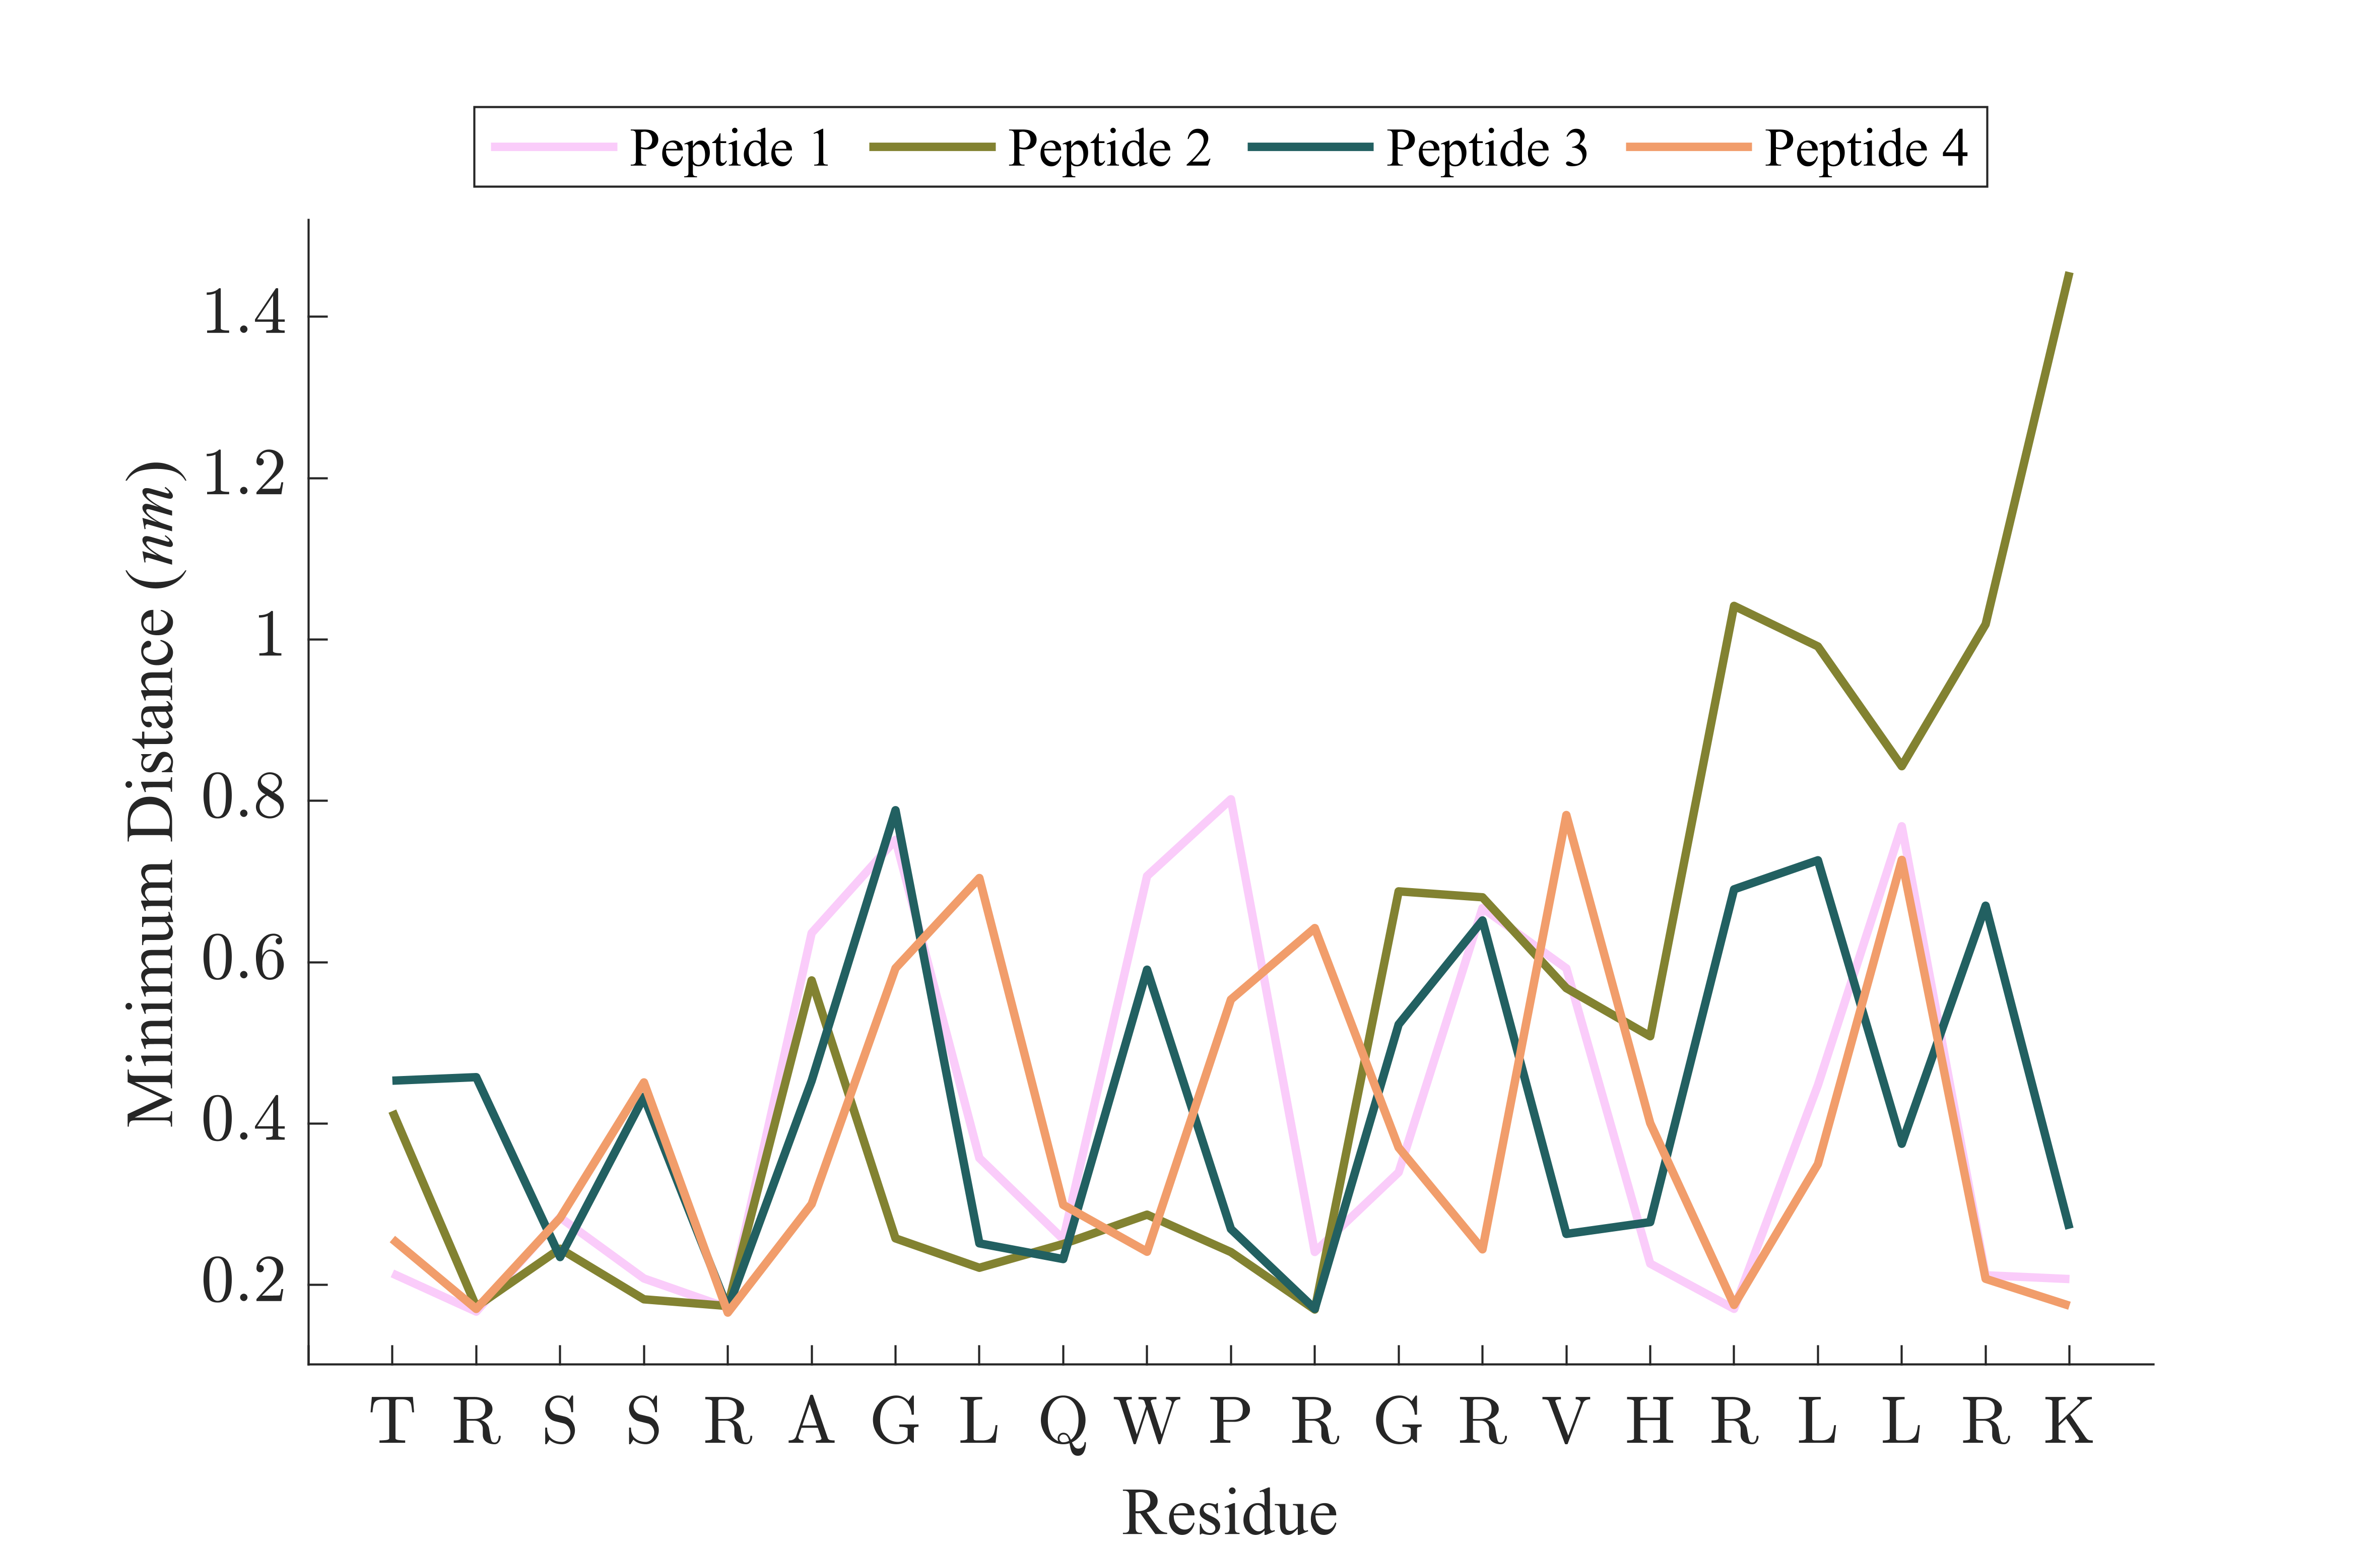 Peptide 1 Peptide 2 Peptide 3 Peptide 4
Minimum Distance (nm)
1.4
1.2
1
0.8
0.6
0.4
0.2
T R S S R A G L Q W P R G R V H R L L R K
Residue